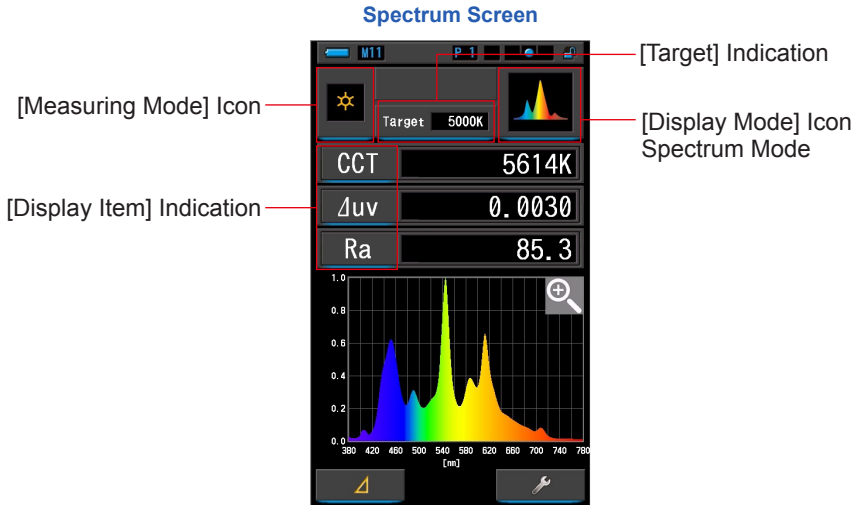 Spectrum Screen
M11
P 1
[Target] Indication
[Measuring Mode] Icon
Target 5000K
[Display Mode] Icon
Spectrum Mode
CCT 5614K
[Display Item] Indication
⊿uv 0.0030
Ra 85.3
1.0
0.8
0.6
0.4
0.2
0.0
380 420 460 500 540 580 620 660 700 740 780
[nm]